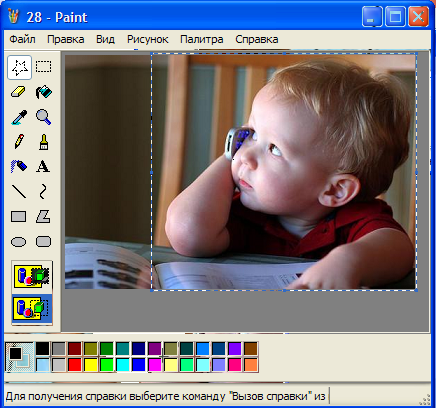 28 - Paint
Файл Правка Вид Рисунок Палитра Справка
A
Для получения справки выберите команду "Вызов справки" из